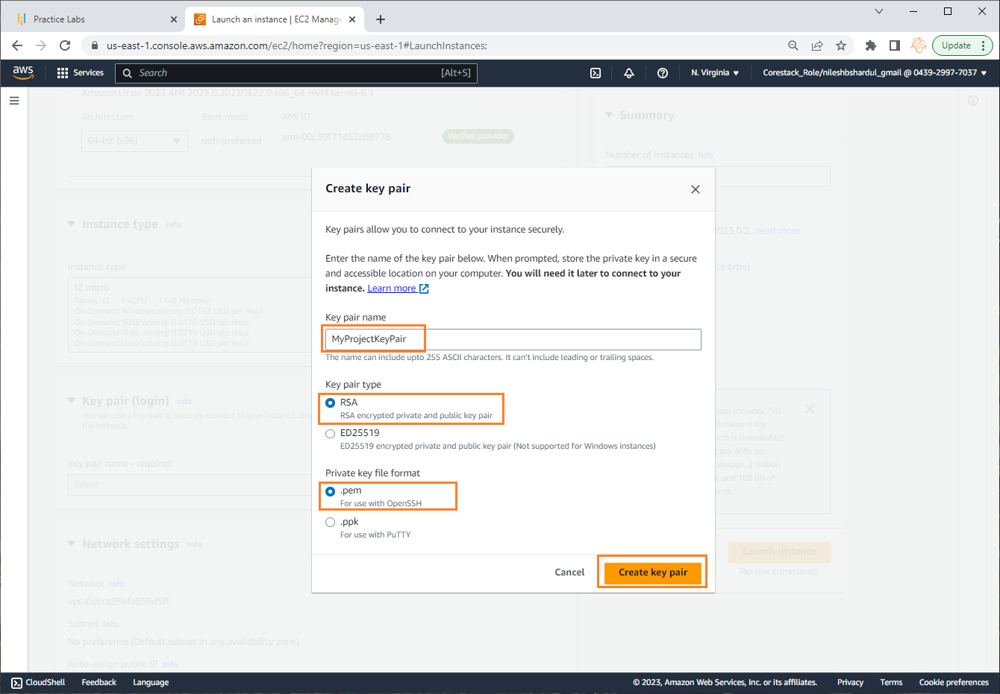 Practice Labs
Launch an instance | EC2 Manage
us-east-1.console.aws.amazon.com/ec2/home?region=us-east-1#LaunchInstances:
Update
aws
Services
Search
[Alt+S]
N. Virginia
Corestack_Role/nileshbshardul_gmail @ 0439-2997-7037
Amazon Linux 2023 AMI 2023.0.20230322.0 x86_64 HVM kernel-6.1
Architecture
Boot mode
AMI ID
64-bit (x86)
uefi-preferred
ami-00c39f71452c08778
Verified provider
Summary
Number of instances Info
2023.0.2...read more
ce type)
Instance type Info
Instance type
t2.micro
Family: t2 1 vCPU 1 GiB Memory
On-Demand Windows pricing: 0.0162 USD per Hour
On-Demand SUSE pricing: 0.0116 USD per Hour
On-Demand RHEL pricing: 0.0716 USD per Hour
On-Demand Linux pricing: 0.0116 USD per Hour
Key pair (login) Info
You can use a key pair to securely connect to your instance. En
the instance.
Key pair name - required
Select
Create key pair
Key pairs allow you to connect to your instance securely.
Enter the name of the key pair below. When prompted, store the private key in a secure
and accessible location on your computer. You will need it later to connect to your
instance. Learn more
Key pair name
MyProjectKeyPair
The name can include upto 255 ASCII characters. It can't include leading or trailing spaces.
Key pair type
RSA
RSA encrypted private and public key pair
ED25519
ED25519 encrypted private and public key pair (Not supported for Windows instances)
Private key file format
.pem
For use with OpenSSH
.ppk
For use with PuTTY
Cancel
Create key pair
year includes 750
3.micro in the
icro is unavailable)
e tier AMIs per
storage, 2 million
, and 100 GB of
rnet.
Launch instance
Review commands
Network settings Info
Network Info
vpc-0dcca93efa856d5ff
Subnet Info
No preference (Default subnet in any availability zone)
Auto-assign public IP Info
CloudShell
Feedback
Language
© 2023, Amazon Web Services, Inc. or its affiliates.
Privacy
Terms
Cookie preferences